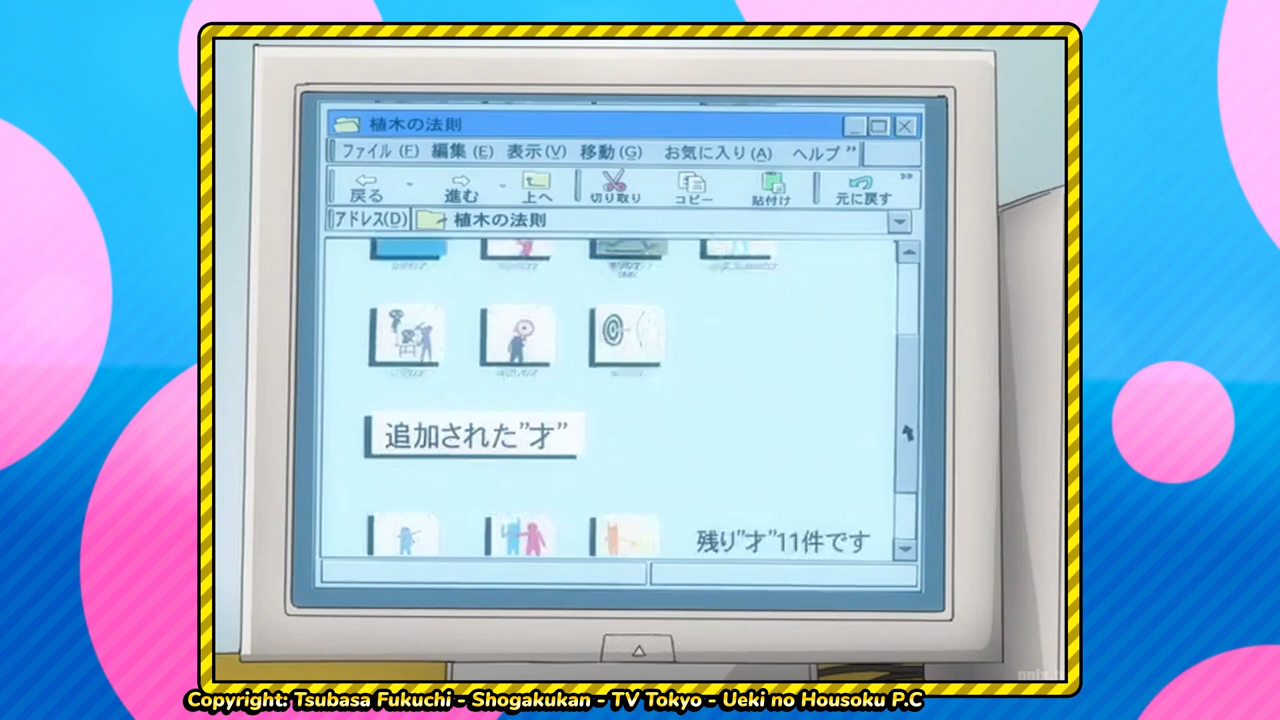 植木の法則
ファイル(F) 編集(E) 表示(V) 移動(G) お気に入り(A) ヘルプ ”
戻る 進む 上へ 切り取り コピー 貼付け 元に戻す »
アドレス(D) 植木の法則
追加された”才”
残り”才”11件です
Copyright: Tsubasa Fukuchi - Shogakukan - TV Tokyo - Ueki no Housoku P.C